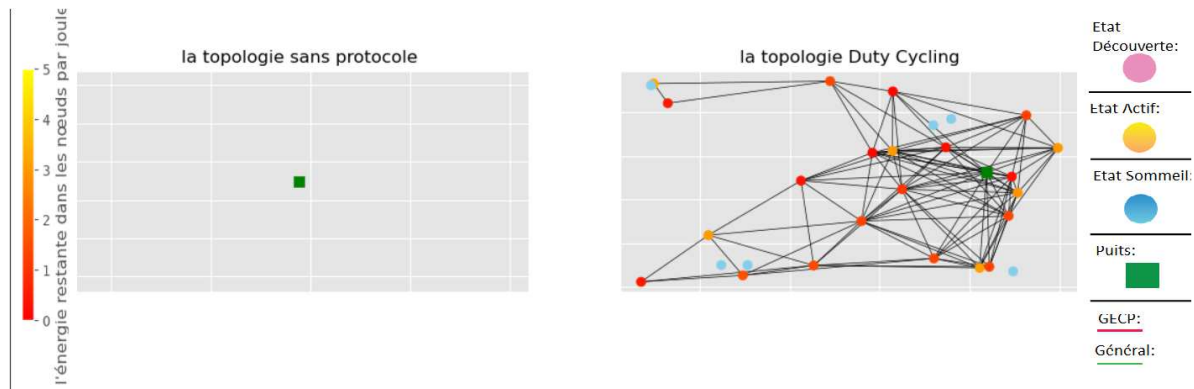 l'énergie restante dans les nœuds par joule
5
4
3
2
1
0
la topologie sans protocole
la topologie Duty Cycling
Etat
Découverte:
Etat Actif:
Etat Sommeil:
Puits:
GECP:
Général: